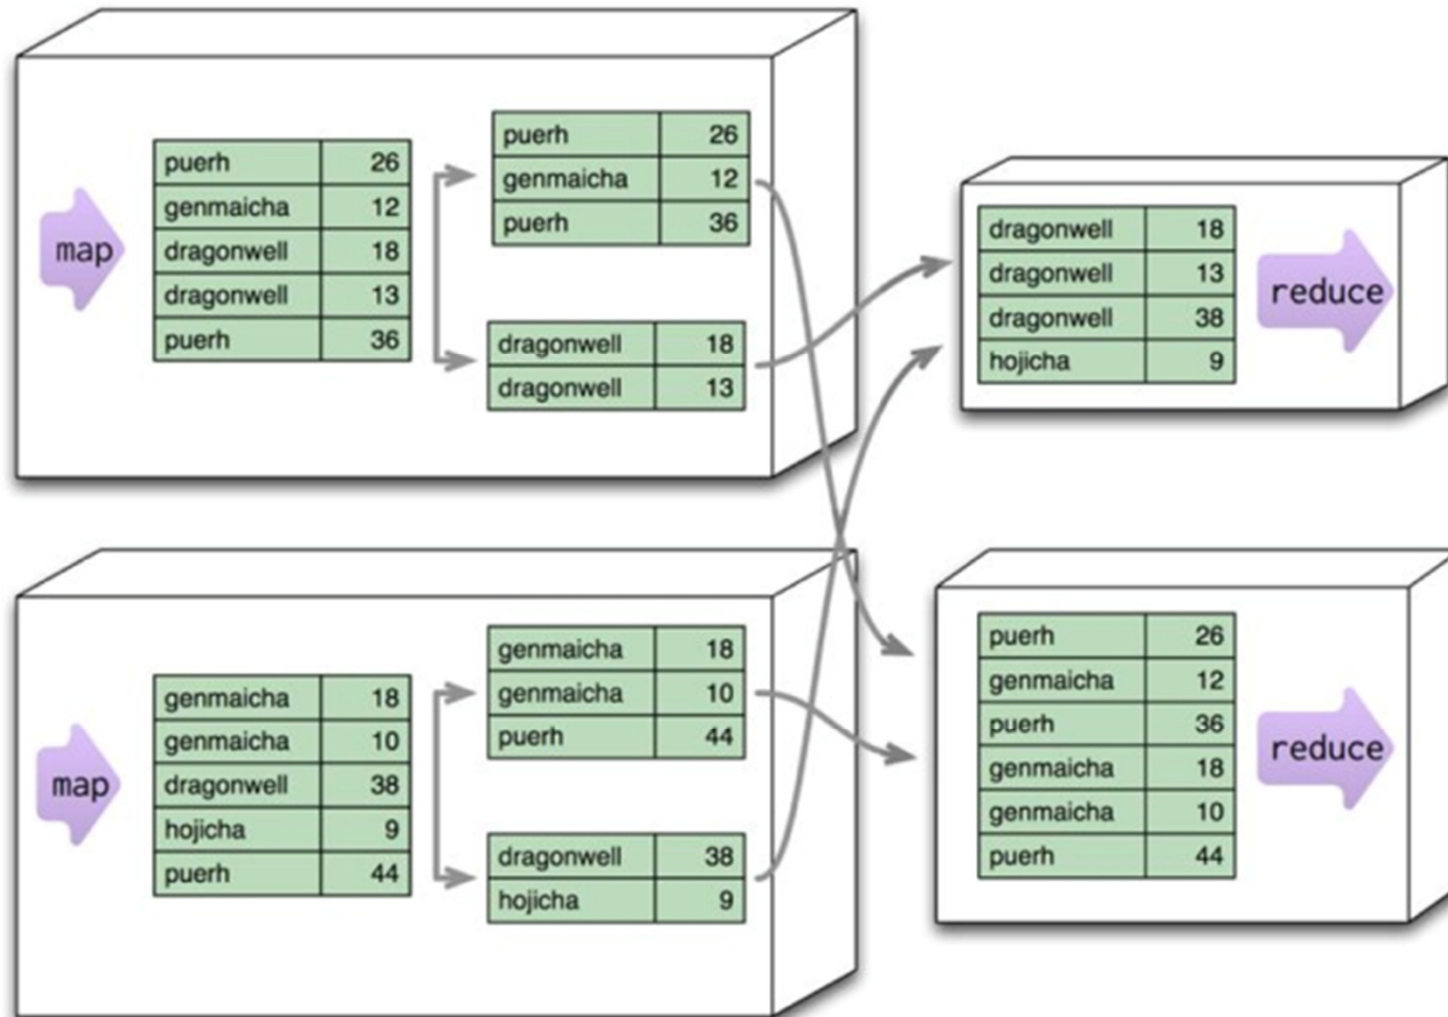 map
puerh 26
genmaicha 12
dragonwell 18
dragonwell 13
puerh 36
puerh 26
genmaicha 12
puerh 36
dragonwell 18
dragonwell 13
dragonwell 18
dragonwell 13
dragonwell 38
hojicha 9
reduce
map
genmaicha 18
genmaicha 10
dragonwell 38
hojicha 9
puerh 44
genmaicha 18
genmaicha 10
puerh 44
dragonwell 38
hojicha 9
puerh 26
genmaicha 12
puerh 36
genmaicha 18
genmaicha 10
puerh 44
reduce